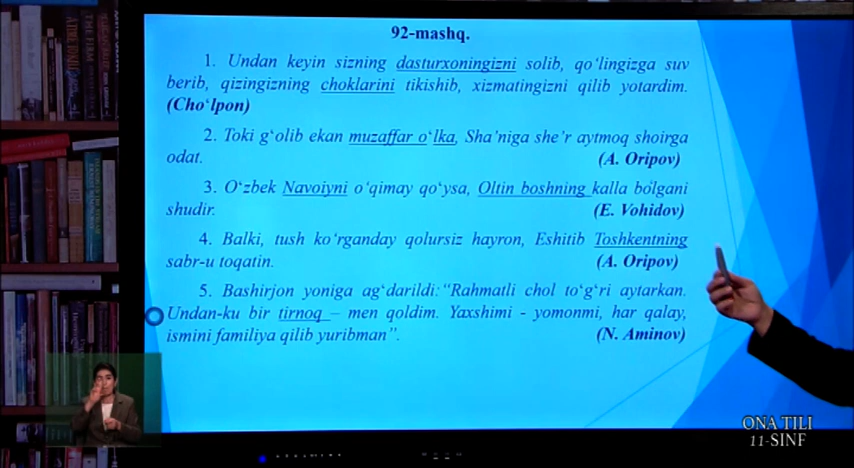 92-mashq.
1. Undan keyin sizning dasturxoningizni solib, qo‘lingizga suv
berib, qizingizning choklarini tikishib, xizmatingizni qilib yotardim.
(Cho‘lpon)
2. Toki g‘olib ekan muzaffar o‘lka, Sha’niga she’r aytmoq shoirga
odat. (A. Oripov)
3. O‘zbek Navoiyni o‘qimay qo‘ysa, Oltin boshning kalla bo‘lgani
shudir. (E. Vohidov)
4. Balki, tush ko‘rganday qolursiz hayron, Eshitib Toshkentning
sabr-u toqatin. (A. Oripov)
5. Bashirjon yoniga ag‘darildi: “Rahmatli chol to‘g‘ri aytarkan.
Undan-ku bir tirnoq – men qoldim. Yaxshimi - yomonmi, har qalay,
ismini familiya qilib yuribman”. (N. Aminov)
THE FIRM
ONA TILI
11-SINF